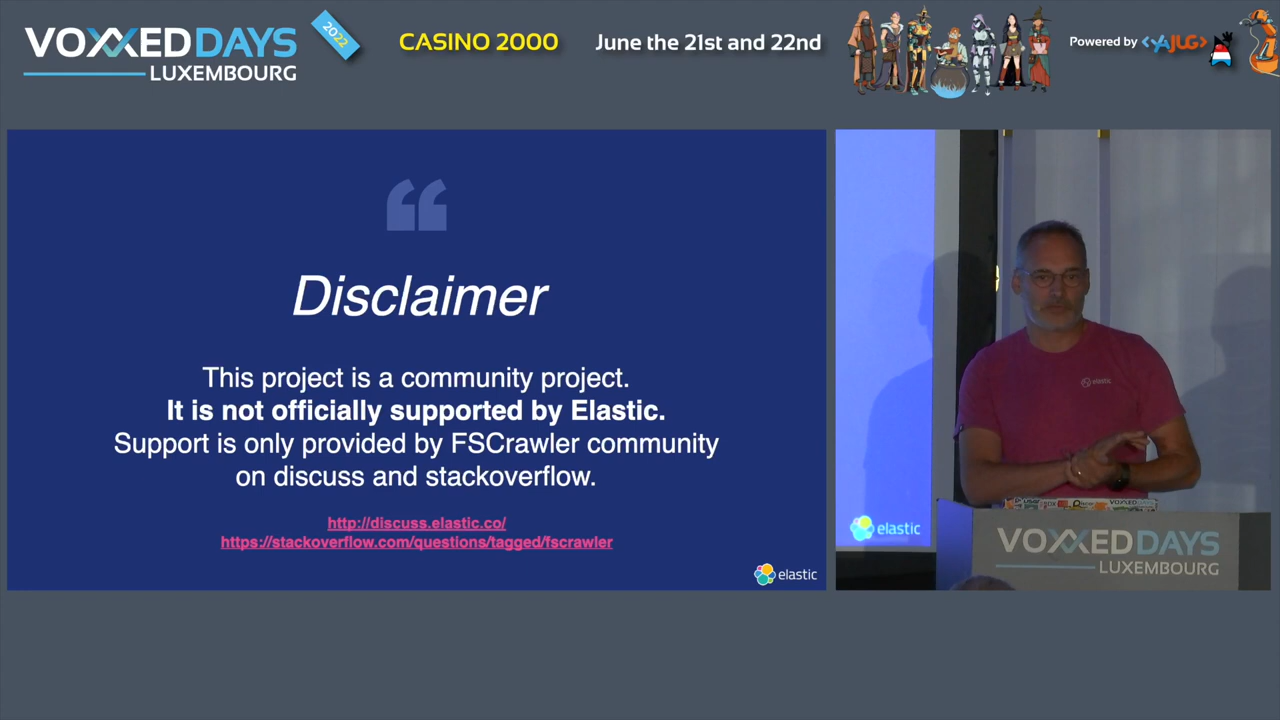 VOXXED DAYS
LUXEMBOURG
2022
CASINO 2000
June the 21st and 22nd
Powered by <YAJUG>
Disclaimer
This project is a community project.
It is not officially supported by Elastic.
Support is only provided by FSCrawler community
on discuss and stackoverflow.
http://discuss.elastic.co/
https://stackoverflow.com/questions/tagged/fscrawler
elastic
elastic
elastic
VOXXED DAYS
LUXEMBOURG